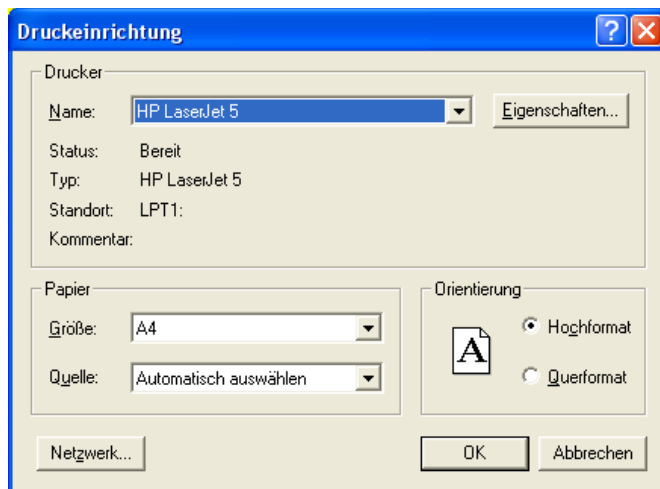 Druckeinrichtung
Drucker
Name: HP LaserJet 5 Eigenschaften...
Status: Bereit
Typ: HP LaserJet 5
Standort: LPT1:
Kommentar:
Papier
Größe: A4
Quelle: Automatisch auswählen
Orientierung
A
Hochformat
Querformat
Netzwerk... OK Abbrechen